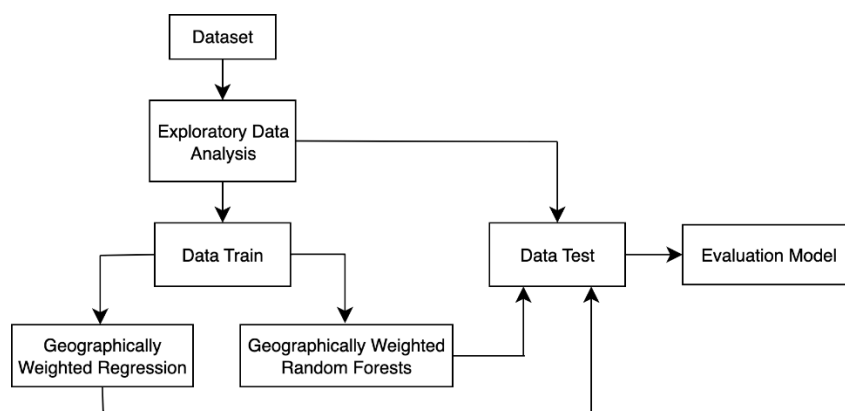 Dataset
Exploratory Data
Analysis
Data Train
Data Test
Evaluation Model
Geographically
Weighted Regression
Geographically Weighted
Random Forests